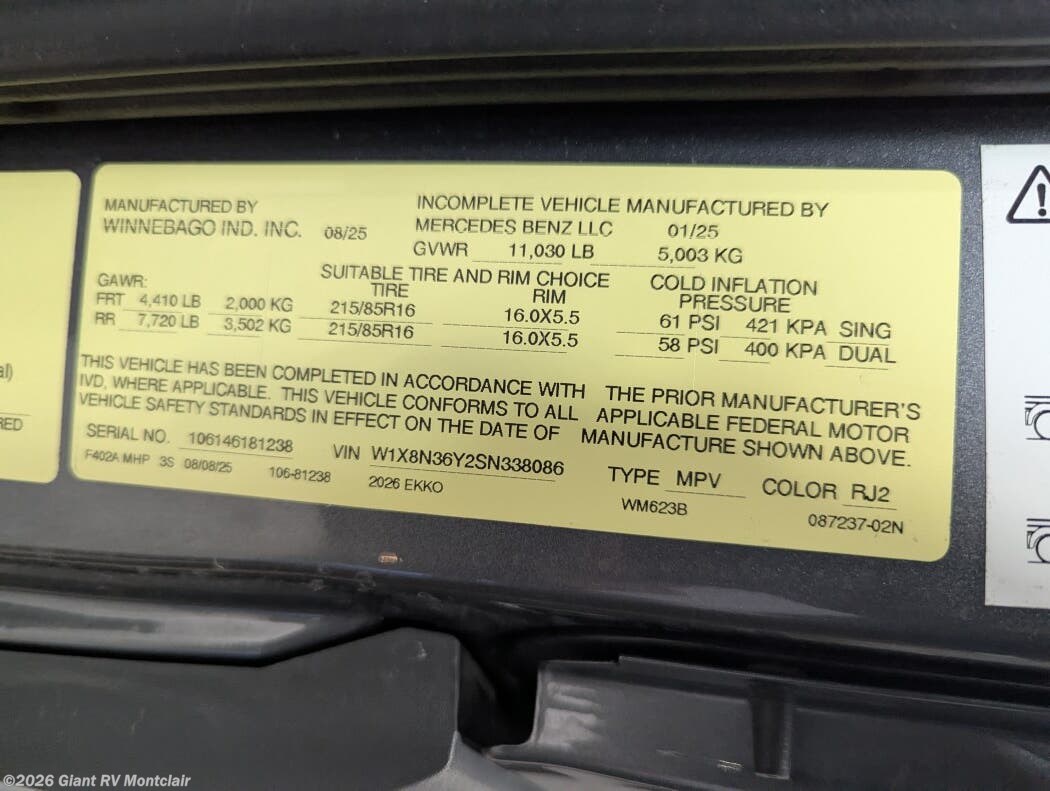 MANUFACTURED BY
WINNEBAGO IND. INC. 08/25
INCOMPLETE VEHICLE MANUFACTURED BY
MERCEDES BENZ LLC 01/25
GVWR 11,030 LB 5,003 KG
SUITABLE TIRE AND RIM CHOICE
COLD INFLATION
GAWR: TIRE RIM PRESSURE
FRT 4,410 LB 2,000 KG 215/85R16 16.0X5.5 61 PSI 421 KPA SING
RR 7,720 LB 3,502 KG 215/85R16 16.0X5.5 58 PSI 400 KPA DUAL
THIS VEHICLE HAS BEEN COMPLETED IN ACCORDANCE WITH THE PRIOR MANUFACTURER'S
IVD, WHERE APPLICABLE. THIS VEHICLE CONFORMS TO ALL APPLICABLE FEDERAL MOTOR
VEHICLE SAFETY STANDARDS IN EFFECT ON THE DATE OF MANUFACTURE SHOWN ABOVE.
SERIAL NO. 106146181238 VIN W1X8N36Y2SN338086 TYPE MPV COLOR RJ2
F402A MHP 3S 08/08/25 106-81238 2026 EKKO WM623B 087237-02N
©2026 Giant RV Montclair